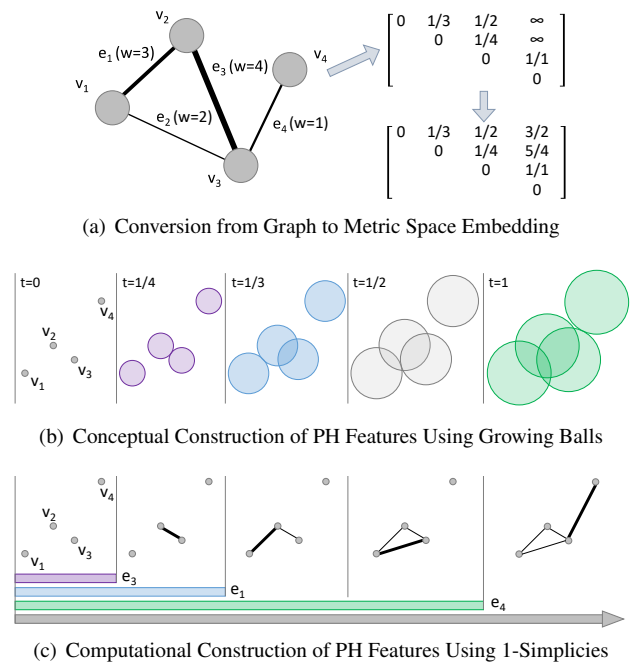 v2
e1 (w=3)
e3 (w=4)
v4
v1
e2 (w=2)
e4 (w=1)
v3
0 1/3 1/2 ∞
0 1/4 ∞
0 1/1
0
0 1/3 1/2 3/2
0 1/4 5/4
0 1/1
0
(a) Conversion from Graph to Metric Space Embedding
t=0 t=1/4 t=1/3 t=1/2 t=1
v4
v2
v3
v1
(b) Conceptual Construction of PH Features Using Growing Balls
v4
v2
v3
v1
e3
e1
e4
(c) Computational Construction of PH Features Using 1-Simplicies